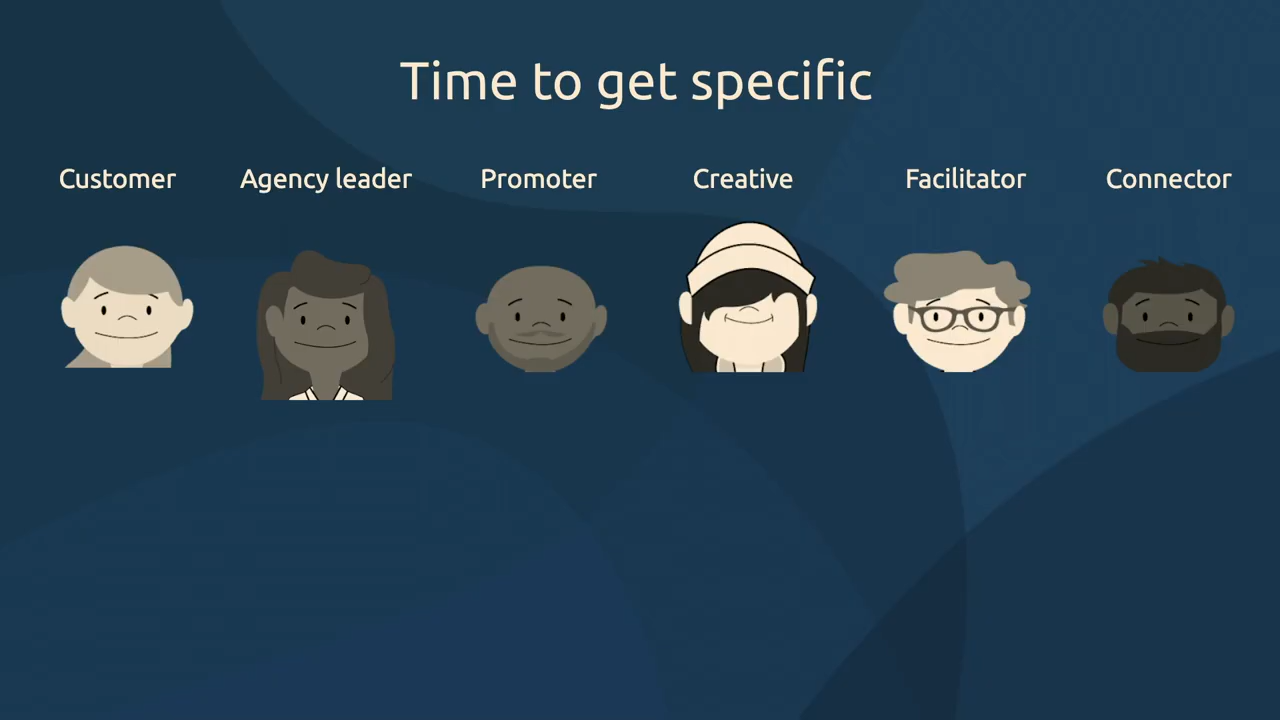 Time to get specific
Customer
Agency leader
Promoter
Creative
Facilitator
Connector